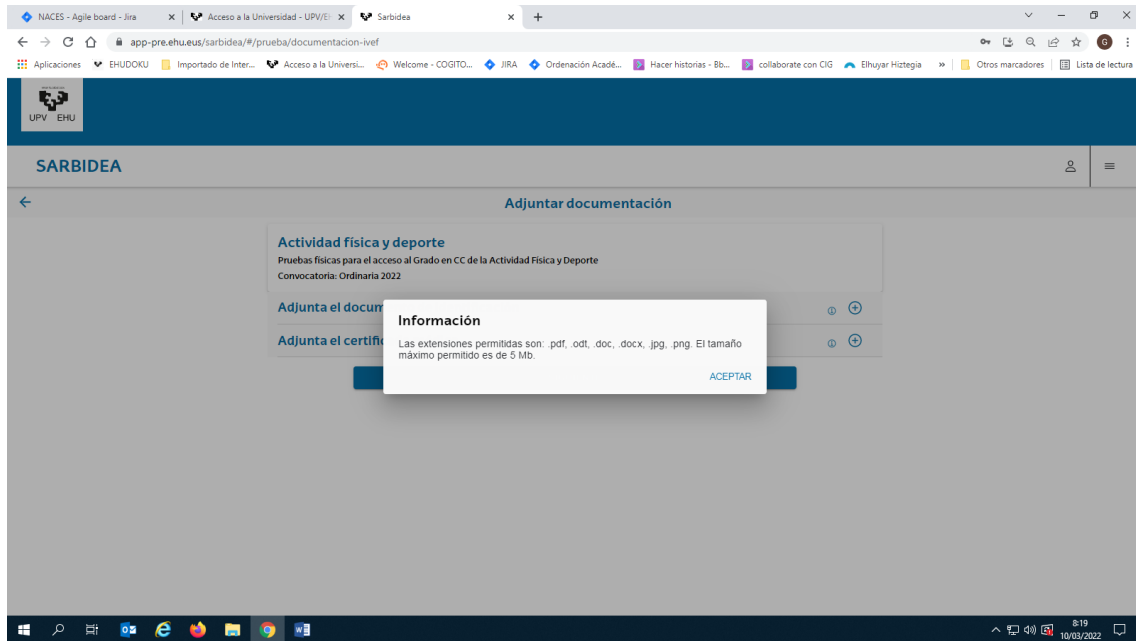 NACES - Agile board - Jira
Acceso a la Universidad - UPV/EH
Sarbidea
app-pre.ehu.eus/sarbidea/#/prueba/documentacion-ivef
G
Aplicaciones
EHUDOKU
Importado de Inter...
Acceso a la Universi...
Welcome - COGITO...
JIRA
Ordenación Acadé...
Hacer historias - Bb...
collaborate con CIG
Elhuyar Hiztegia
»
Otros marcadores
Lista de lectura
UPV EHU
SARBIDEA
Adjuntar documentación
Actividad física y deporte
Pruebas físicas para el acceso al Grado en CC de la Actividad Física y Deporte
Convocatoria: Ordinaria 2022
Adjunta el docum
Adjunta el certific
Información
Las extensiones permitidas son: .pdf, .odt, .doc, .docx, .jpg, .png. El tamaño
máximo permitido es de 5 Mb.
ACEPTAR
8:19
10/03/2022